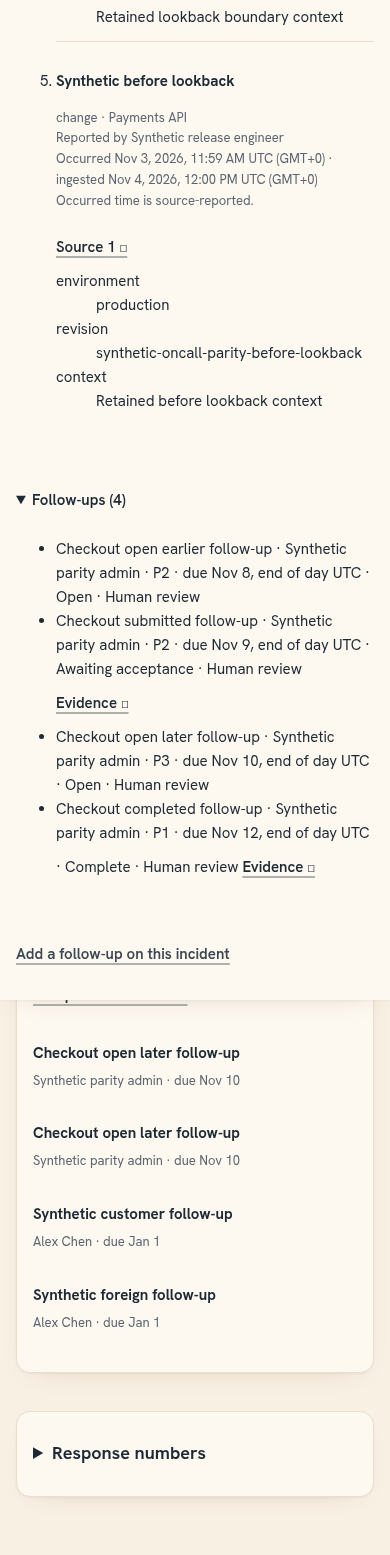 Retained lookback boundary context
5. Synthetic before lookback
change · Payments API
Reported by Synthetic release engineer
Occurred Nov 3, 2026, 11:59 AM UTC (GMT+0) ·
ingested Nov 4, 2026, 12:00 PM UTC (GMT+0)
Occurred time is source-reported.
Source 1
environment
production
revision
synthetic-oncall-parity-before-lookback
context
Retained before lookback context
▼ Follow-ups (4)
• Checkout open earlier follow-up · Synthetic
parity admin · P2 · due Nov 8, end of day UTC ·
Open · Human review
• Checkout submitted follow-up · Synthetic
parity admin · P2 · due Nov 9, end of day UTC ·
Awaiting acceptance · Human review
Evidence
• Checkout open later follow-up · Synthetic
parity admin · P3 · due Nov 10, end of day UTC
· Open · Human review
• Checkout completed follow-up · Synthetic
parity admin · P1 · due Nov 12, end of day UTC
· Complete · Human review Evidence
Add a follow-up on this incident
Checkout open later follow-up
Synthetic parity admin · due Nov 10
Checkout open later follow-up
Synthetic parity admin · due Nov 10
Synthetic customer follow-up
Alex Chen · due Jan 1
Synthetic foreign follow-up
Alex Chen · due Jan 1
▶ Response numbers